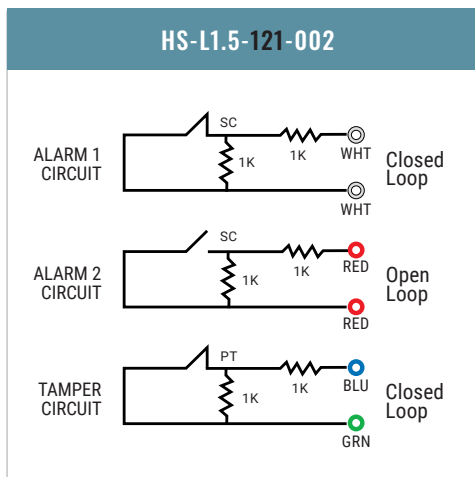 HS-L1.5-121-002
SC
ALARM 1
CIRCUIT
1K
1K
WHT
Closed
Loop
WHT
SC
ALARM 2
CIRCUIT
1K
1K
RED
Open
Loop
RED
PT
TAMPER
CIRCUIT
1K
1K
BLU
Closed
Loop
GRN